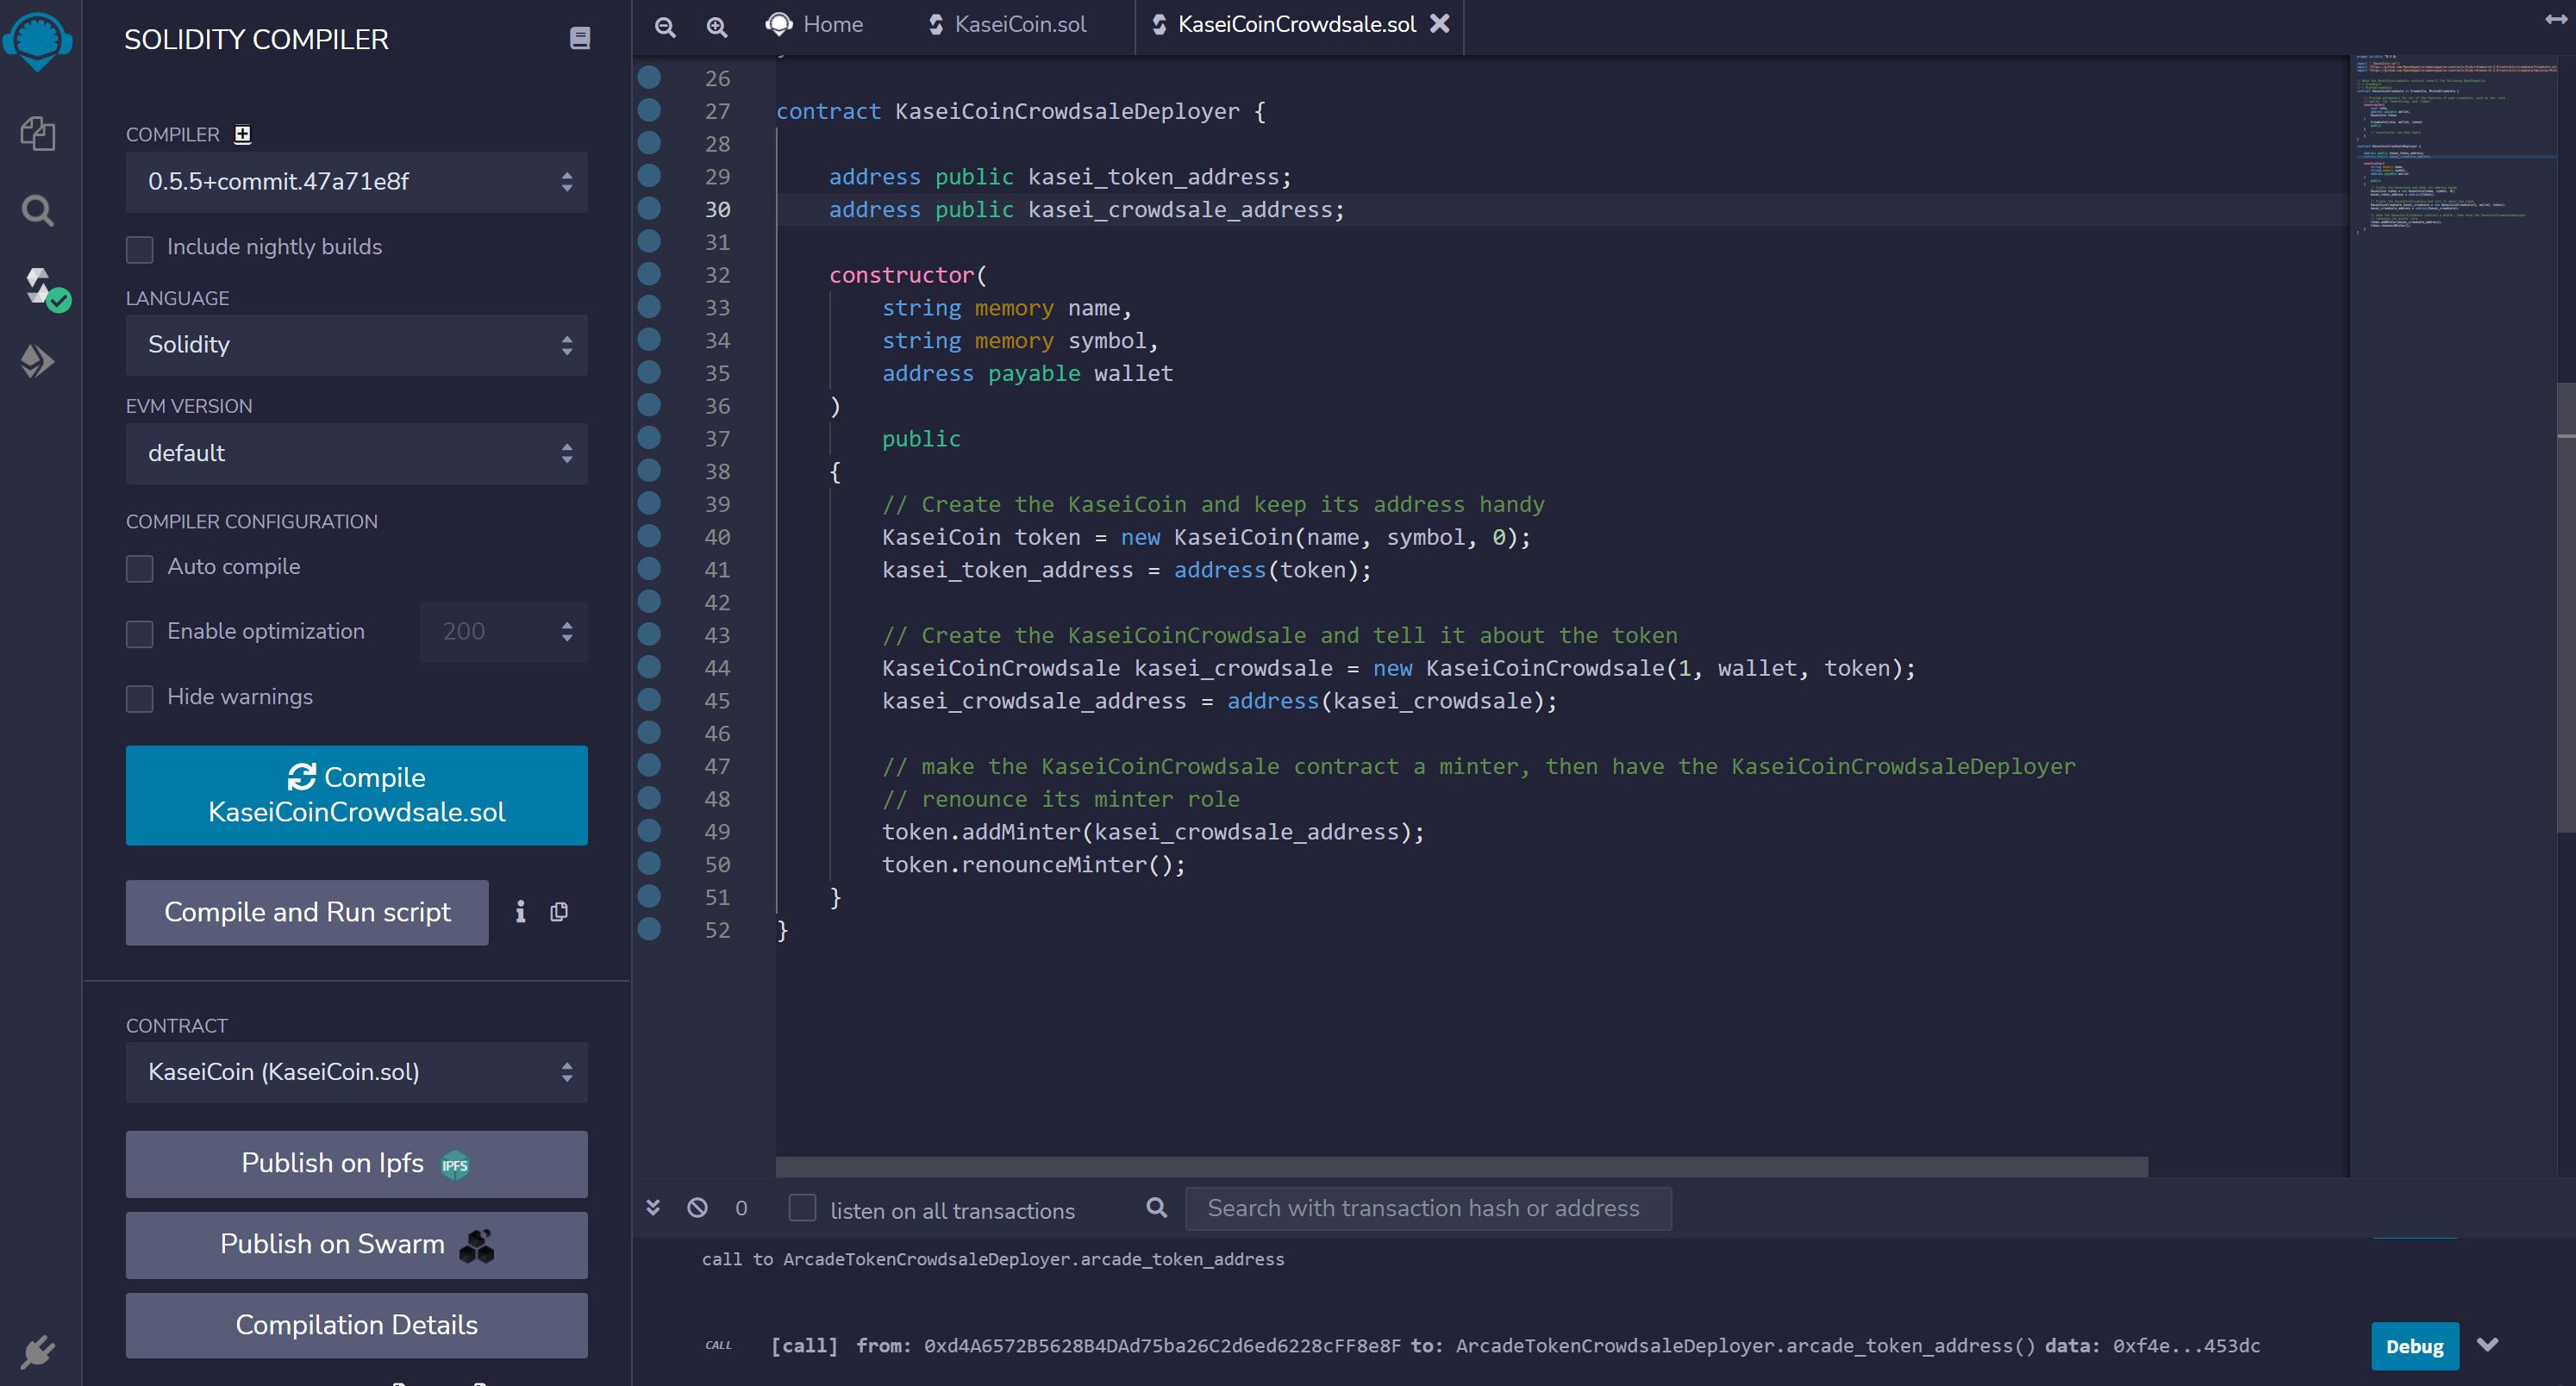 SOLIDITY COMPILER
COMPILER
0.5.5+commit.47a71e8f
Include nightly builds
LANGUAGE
Solidity
EVM VERSION
default
COMPILER CONFIGURATION
Auto compile
Enable optimization 200
Hide warnings
Compile
KaseiCoinCrowdsale.sol
Compile and Run script
CONTRACT
KaseiCoin (KaseiCoin.sol)
Publish on Ipfs IPFS
Publish on Swarm
Compilation Details
Home KaseiCoin.sol KaseiCoinCrowdsale.sol
26
27 contract KaseiCoinCrowdsaleDeployer {
28
29 address public kasei_token_address;
30 address public kasei_crowdsale_address;
31
32 constructor(
33 string memory name,
34 string memory symbol,
35 address payable wallet
36 )
37 public
38 {
39 // Create the KaseiCoin and keep its address handy
40 KaseiCoin token = new KaseiCoin(name, symbol, 0);
41 kasei_token_address = address(token);
42
43 // Create the KaseiCoinCrowdsale and tell it about the token
44 KaseiCoinCrowdsale kasei_crowdsale = new KaseiCoinCrowdsale(1, wallet, token);
45 kasei_crowdsale_address = address(kasei_crowdsale);
46
47 // make the KaseiCoinCrowdsale contract a minter, then have the KaseiCoinCrowdsaleDeployer
48 // renounce its minter role
49 token.addMinter(kasei_crowdsale_address);
50 token.renounceMinter();
51 }
52 }
0 listen on all transactions Search with transaction hash or address
call to ArcadeTokenCrowdsaleDeployer.arcade_token_address
CALL [call] from: 0xd4A6572B5628B4DAd75ba26C2d6ed6228cFF8e8F to: ArcadeTokenCrowdsaleDeployer.arcade_token_address() data: 0xf4e...453dc Debug